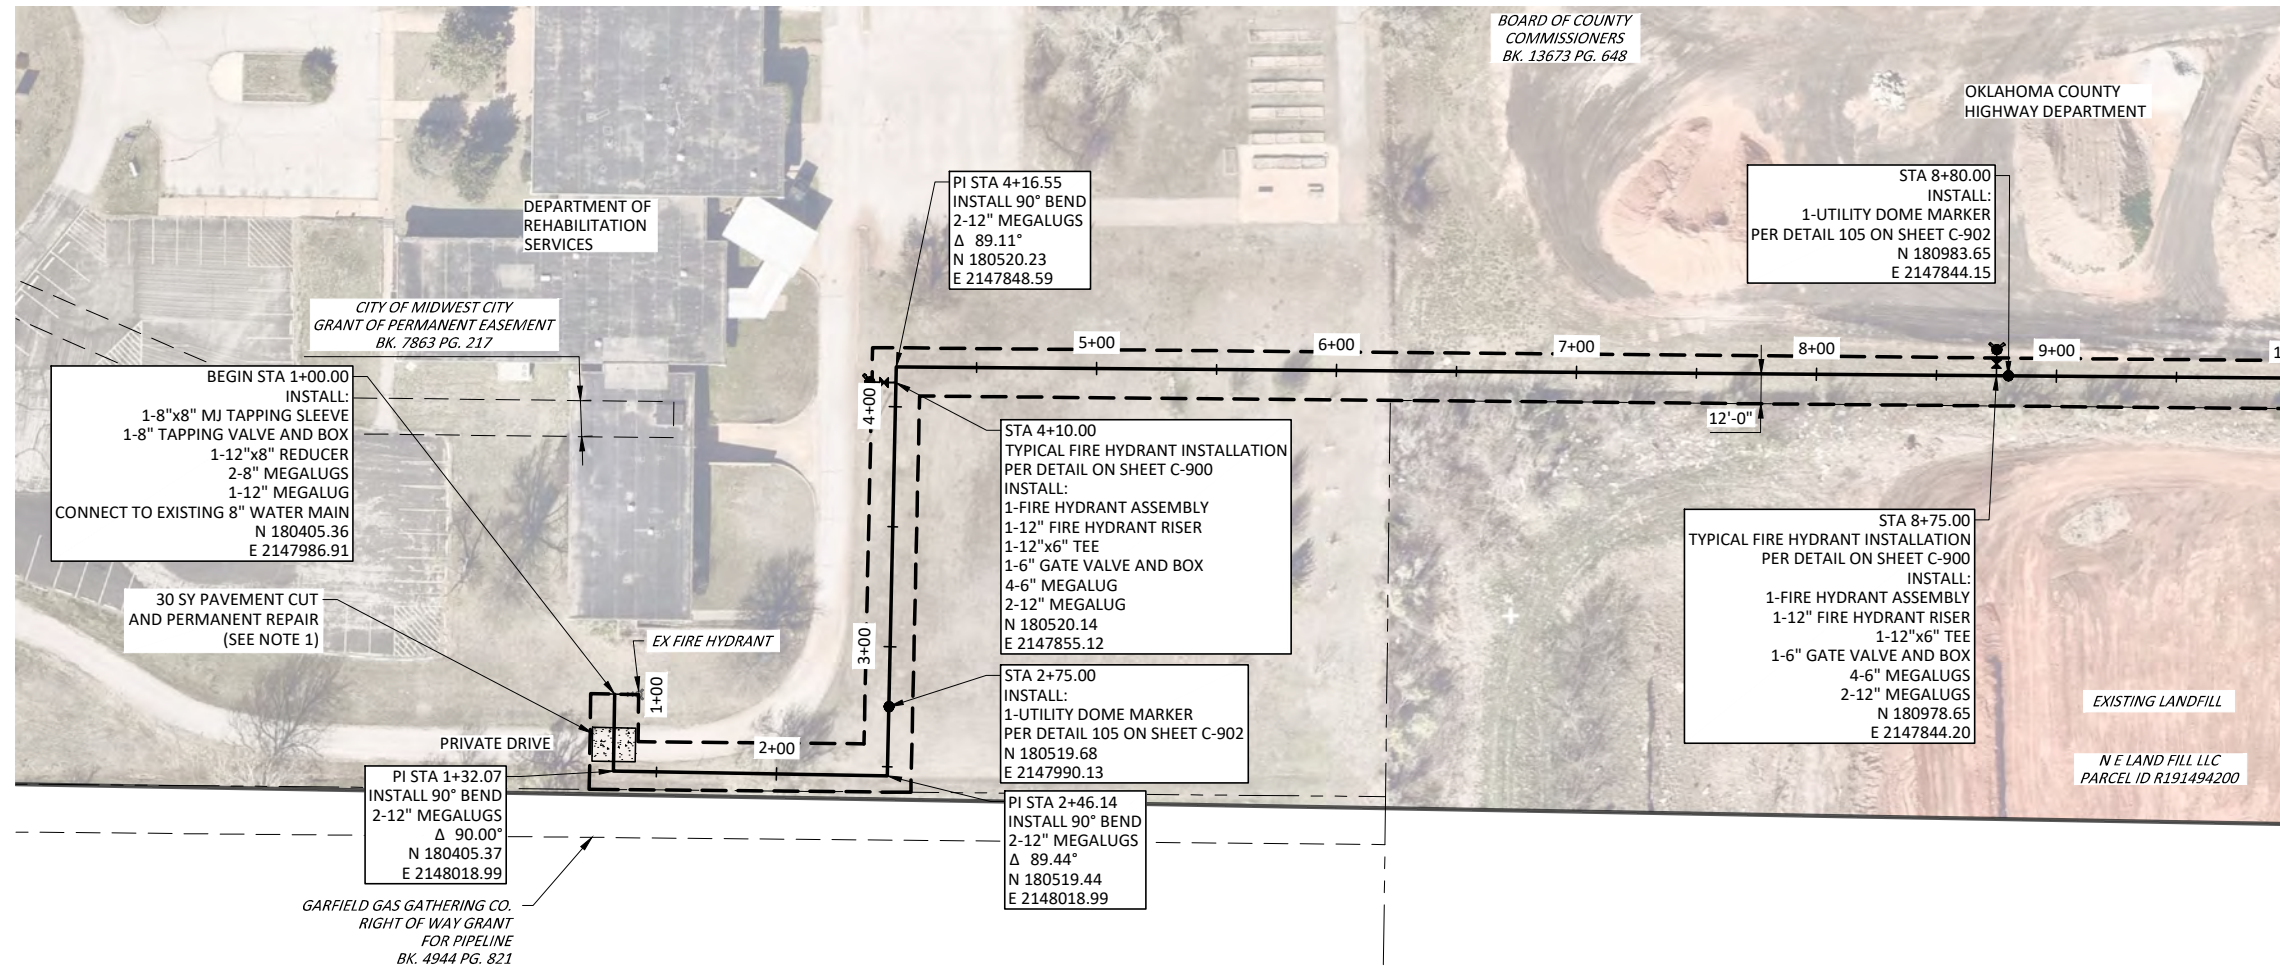 BOARD OF COUNTY
COMMISSIONERS
BK. 13673 PG. 648
OKLAHOMA COUNTY
HIGHWAY DEPARTMENT
PI STA 4+16.55
INSTALL 90° BEND
2-12" MEGALUGS
Δ 89.11°
N 180520.23
E 2147848.59
STA 8+80.00
INSTALL:
1-UTILITY DOME MARKER
PER DETAIL 105 ON SHEET C-902
N 180983.65
E 2147844.15
DEPARTMENT OF
REHABILITATION
SERVICES
CITY OF MIDWEST CITY
GRANT OF PERMANENT EASEMENT
BK. 7863 PG. 217
5+00
6+00
7+00
8+00
9+00
1
BEGIN STA 1+00.00
INSTALL:
1-8"x8" MJ TAPPING SLEEVE
1-8" TAPPING VALVE AND BOX
1-12"x8" REDUCER
2-8" MEGALUGS
1-12" MEGALUG
CONNECT TO EXISTING 8" WATER MAIN
N 180405.36
E 2147986.91
4+00
12'-0"
STA 4+10.00
TYPICAL FIRE HYDRANT INSTALLATION
PER DETAIL ON SHEET C-900
INSTALL:
1-FIRE HYDRANT ASSEMBLY
1-12" FIRE HYDRANT RISER
1-12"x6" TEE
1-6" GATE VALVE AND BOX
4-6" MEGALUG
2-12" MEGALUG
N 180520.14
E 2147855.12
STA 8+75.00
TYPICAL FIRE HYDRANT INSTALLATION
PER DETAIL ON SHEET C-900
INSTALL:
1-FIRE HYDRANT ASSEMBLY
1-12" FIRE HYDRANT RISER
1-12"x6" TEE
1-6" GATE VALVE AND BOX
4-6" MEGALUGS
2-12" MEGALUGS
N 180978.65
E 2147844.20
30 SY PAVEMENT CUT
AND PERMANENT REPAIR
(SEE NOTE 1)
EX FIRE HYDRANT
3+00
1+00
STA 2+75.00
INSTALL:
1-UTILITY DOME MARKER
PER DETAIL 105 ON SHEET C-902
N 180519.68
E 2147990.13
EXISTING LANDFILL
PRIVATE DRIVE
2+00
N E LAND FILL LLC
PARCEL ID R191494200
PI STA 1+32.07
INSTALL 90° BEND
2-12" MEGALUGS
Δ 90.00°
N 180405.37
E 2148018.99
PI STA 2+46.14
INSTALL 90° BEND
2-12" MEGALUGS
Δ 89.44°
N 180519.44
E 2148018.99
GARFIELD GAS GATHERING CO.
RIGHT OF WAY GRANT
FOR PIPELINE
BK. 4944 PG. 821